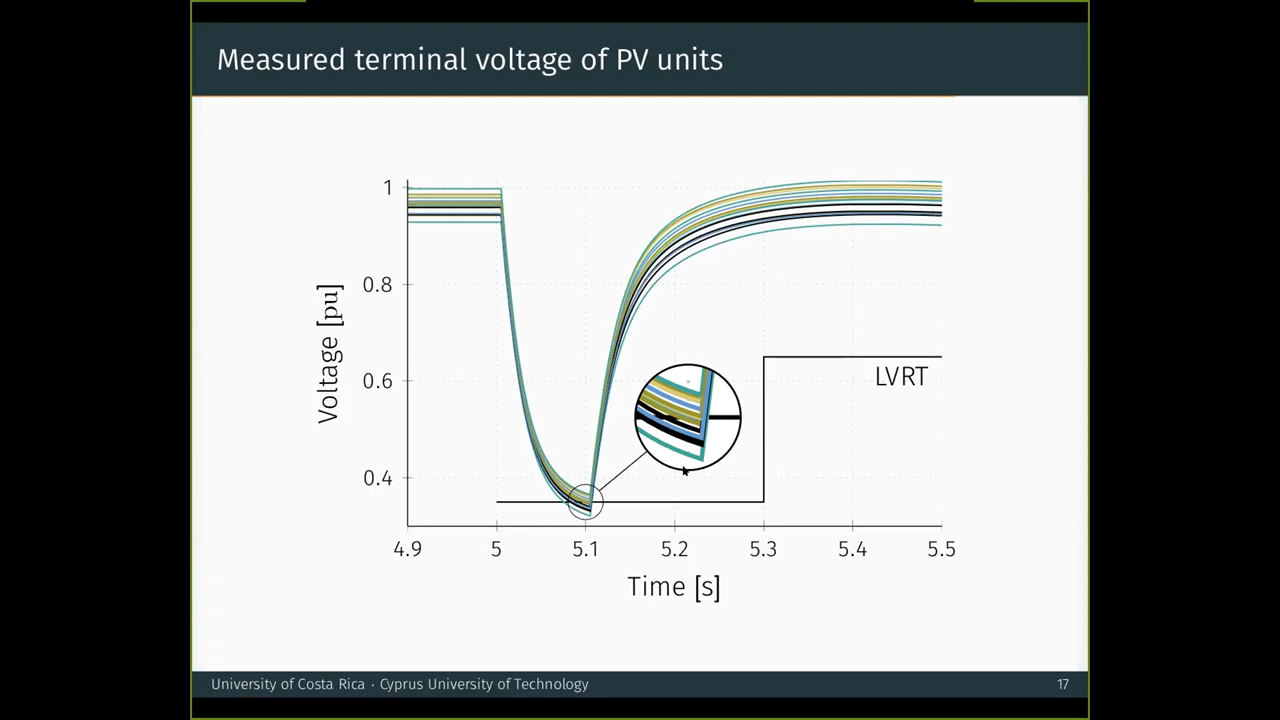 Measured terminal voltage of PV units
1
0.8
0.6
0.4
Voltage [pu]
LVRT
4.9 5 5.1 5.2 5.3 5.4 5.5
Time [s]
University of Costa Rica · Cyprus University of Technology 17